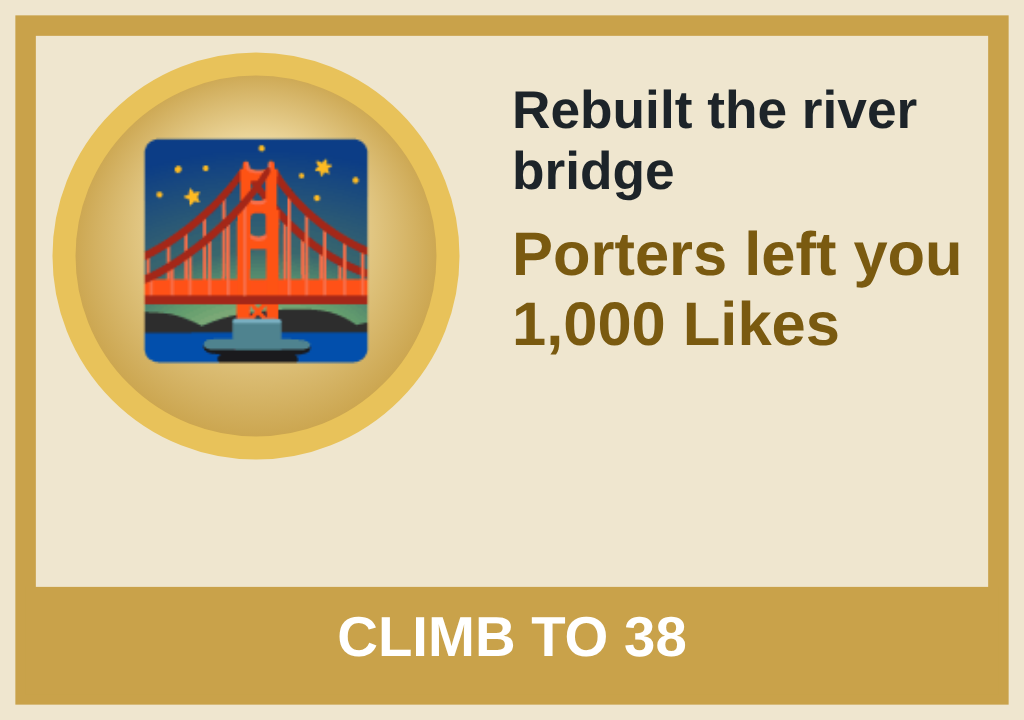 Rebuilt the river
bridge
Porters left you
1,000 Likes
CLIMB TO 38